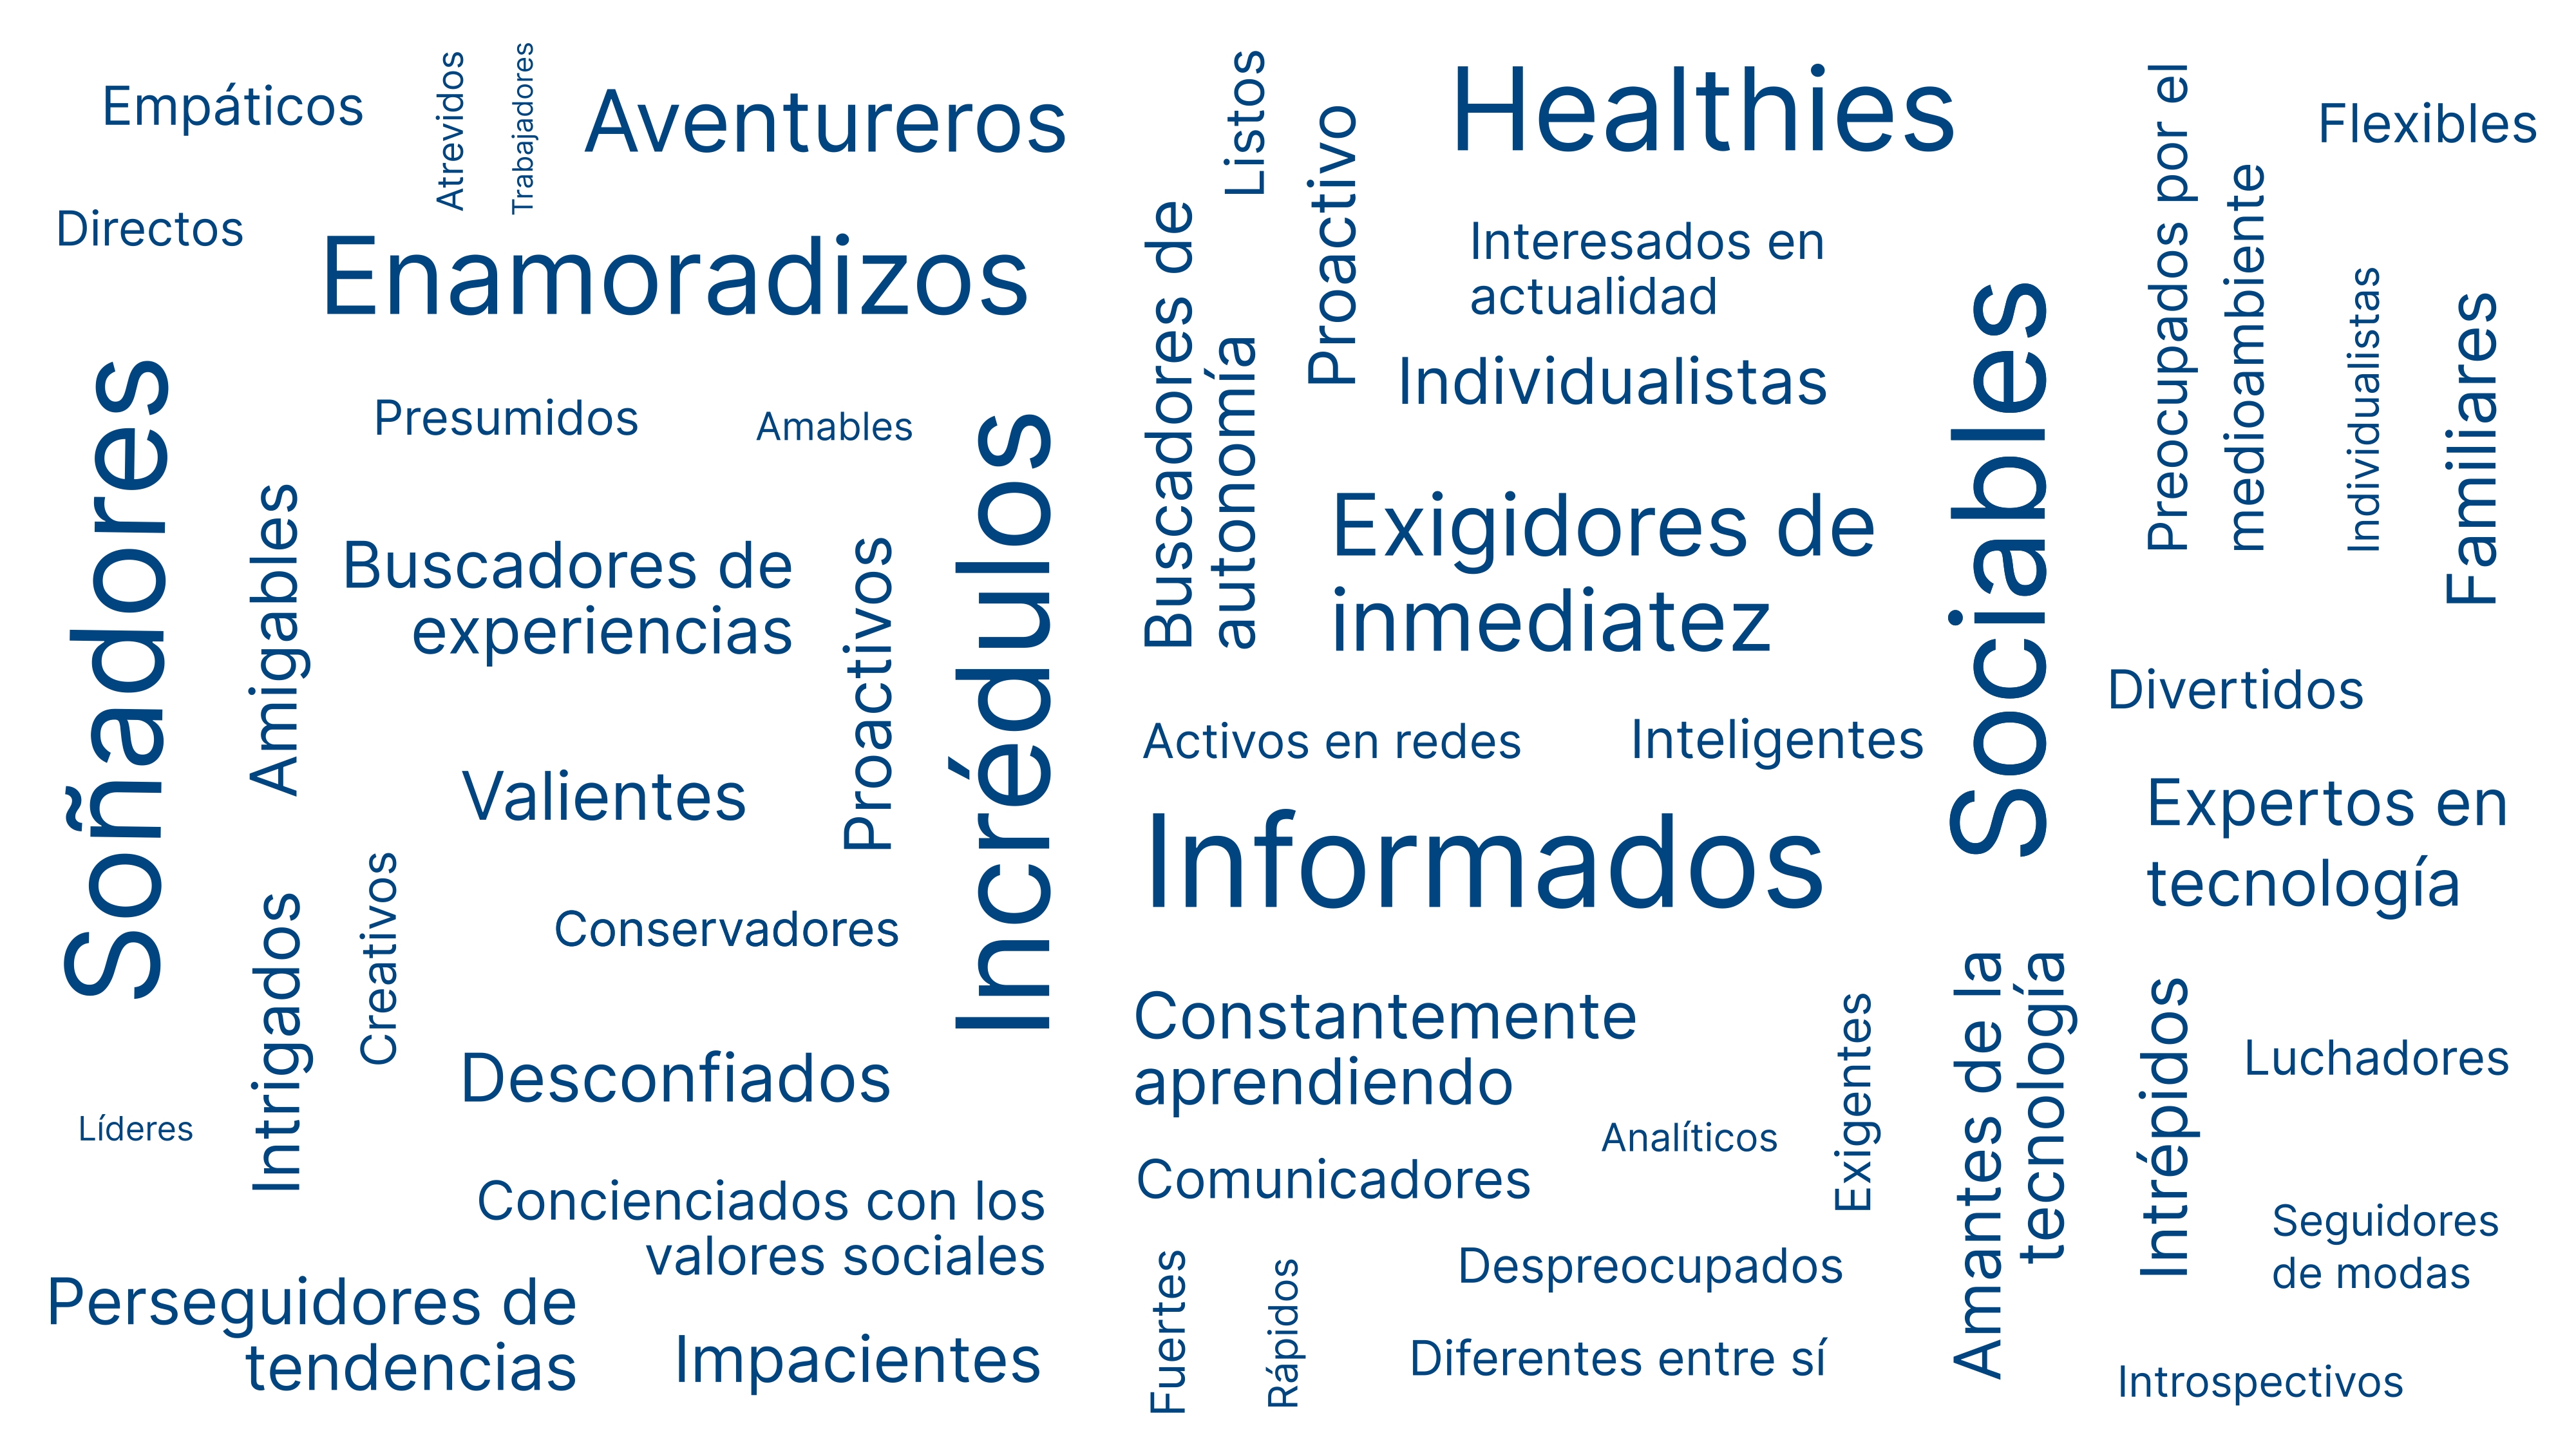 Empáticos
Atrevidos
Trabajadores
Aventureros
Directos
Enamoradizos
Soñadores
Presumidos
Amables
Amigables
Buscadores de
experiencias
Proactivos
Incrédulos
Valientes
Creativos
Conservadores
Intrigados
Desconfiados
Líderes
Concienciados con los
valores sociales
Perseguidores de
tendencias
Impacientes
Listos
Proactivo
Healthies
Buscadores de
autonomía
Interesados en
actualidad
Individualistas
Exigidores de
inmediatez
Sociables
Activos en redes
Inteligentes
Informados
Constantemente
aprendiendo
Exigentes
Analíticos
Comunicadores
Amantes de la
tecnología
Fuertes
Rápidos
Despreocupados
Diferentes entre sí
Preocupados por el
medioambiente
Flexibles
Individualistas
Familiares
Divertidos
Expertos en
tecnología
Intrépidos
Luchadores
Seguidores
de modas
Introspectivos